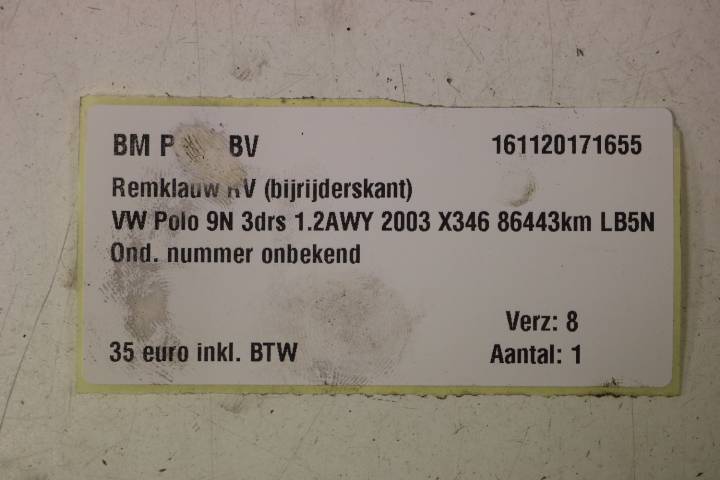 BM BV 161120171655
Remklauw RV (bijrijderskant)
VW Polo 9N 3drs 1.2AWY 2003 X346 86443km LB5N
Ond. nummer onbekend
Verz: 8
35 euro inkl. BTW Aantal: 1